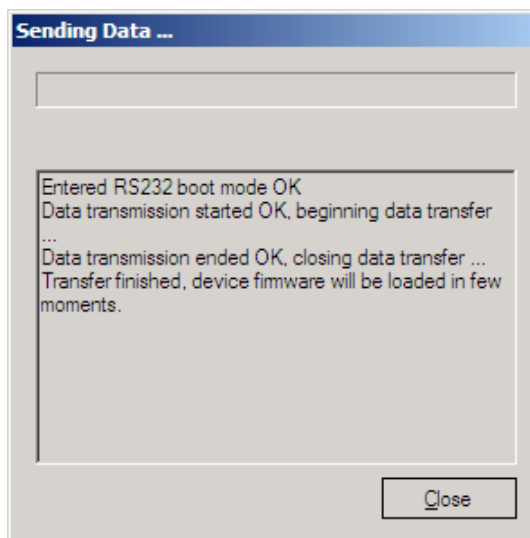 Sending Data ...
Entered RS232 boot mode OK
Data transmission started OK, beginning data transfer
...
Data transmission ended OK, closing data transfer ...
Transfer finished, device firmware will be loaded in few
moments.
Close